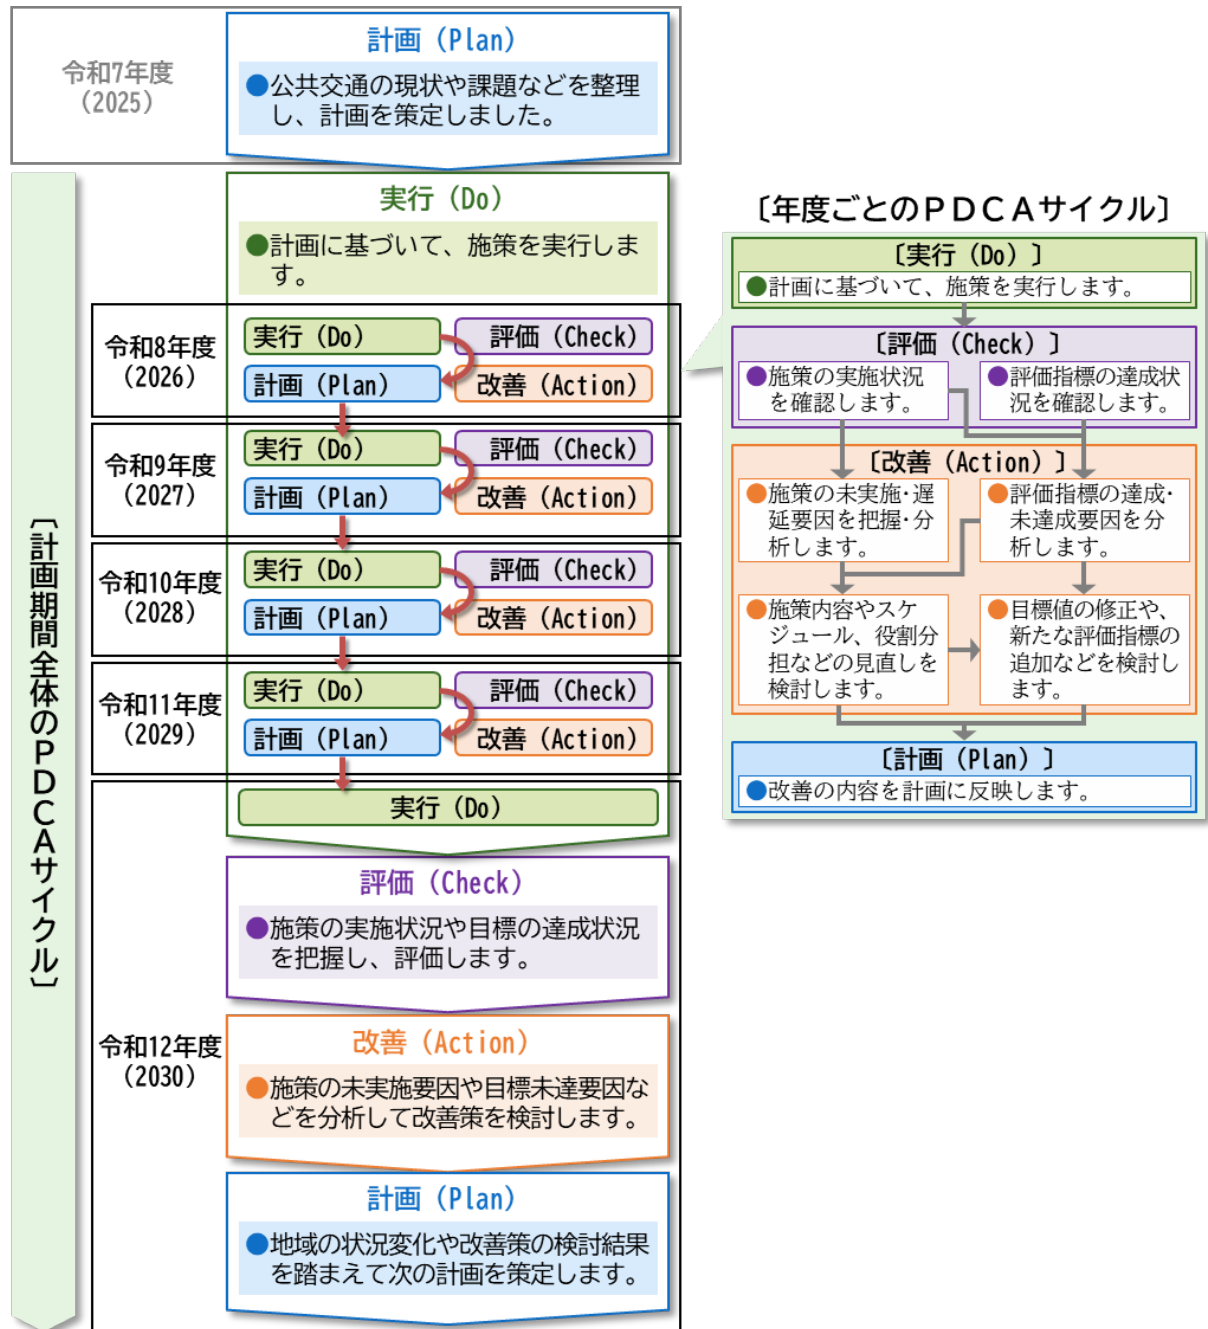 令和7年度
（2025）
計画（Plan）
●公共交通の現状や課題などを整理
し、計画を策定しました。
〔計画期間全体のＰＤＣＡサイクル〕
実行（Do）
●計画に基づいて、施策を実行しま
す。
令和8年度
（2026）
実行（Do）
評価（Check）
計画（Plan）
改善（Action）
令和9年度
（2027）
実行（Do）
評価（Check）
計画（Plan）
改善（Action）
令和10年度
（2028）
実行（Do）
評価（Check）
計画（Plan）
改善（Action）
令和11年度
（2029）
実行（Do）
評価（Check）
計画（Plan）
改善（Action）
令和12年度
（2030）
実行（Do）
評価（Check）
●施策の実施状況や目標の達成状況
を把握し、評価します。
改善（Action）
●施策の未実施要因や目標未達要因な
どを分析して改善策を検討します。
計画（Plan）
●地域の状況変化や改善策の検討結果
を踏まえて次の計画を策定します。
〔年度ごとのＰＤＣＡサイクル〕
〔実行（Do）〕
●計画に基づいて、施策を実行します。
〔評価（Check）〕
●施策の実施状況
を確認します。
●評価指標の達成状
況を確認します。
〔改善（Action）〕
●施策の未実施･遅
延要因を把握･分
析します。
●評価指標の達成･
未達成要因を分
析します。
●施策内容やスケ
ジュール、役割分
担などの見直しを
検討します。
●目標値の修正や、
新たな評価指標の
追加などを検討し
ます。
〔計画（Plan）〕
●改善の内容を計画に反映します。